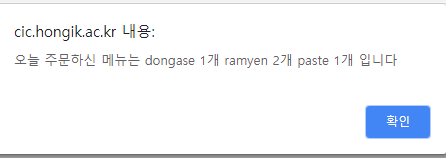 cic.hongik.ac.kr 내용:
오늘 주문하신 메뉴는 dongase 1개 ramyen 2개 paste 1개 입니다
확인